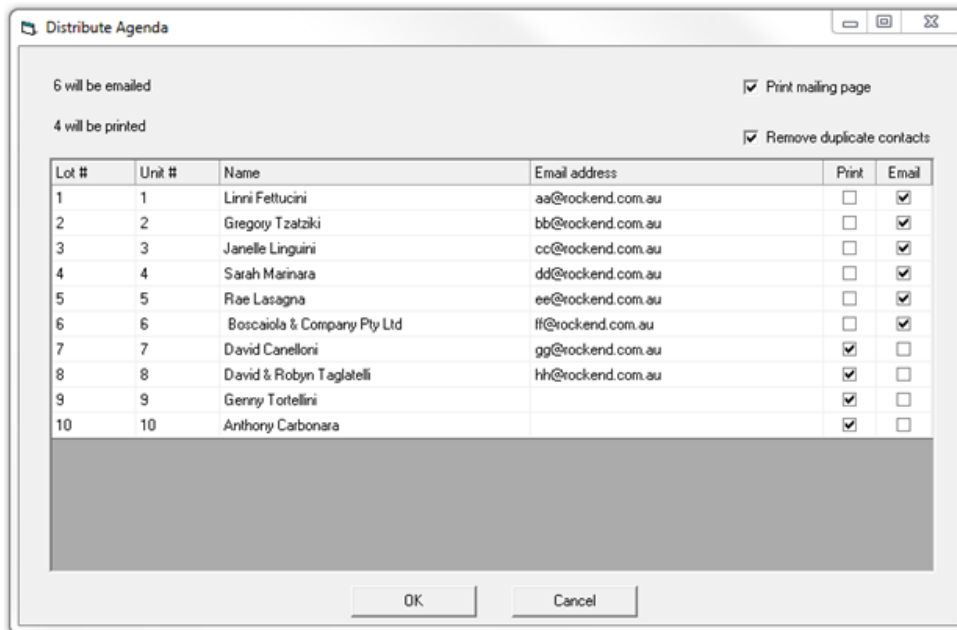 Distribute Agenda
6 will be emailed
Print mailing page
4 will be printed
Remove duplicate contacts
Lot # Unit # Name Email address Print Email
1 1 Linni Fettucini aa@rockend.com.au
2 2 Gregory Tzatziki bb@rockend.com.au
3 3 Janelle Linguini cc@rockend.com.au
4 4 Sarah Marinara dd@rockend.com.au
5 5 Rae Lasagna ee@rockend.com.au
6 6 Boscaiola & Company Pty Ltd ff@rockend.com.au
7 7 David Canelloni gg@rockend.com.au
8 8 David & Robyn Taglatelli hh@rockend.com.au
9 9 Genny Tortellini
10 10 Anthony Carbonara
OK Cancel